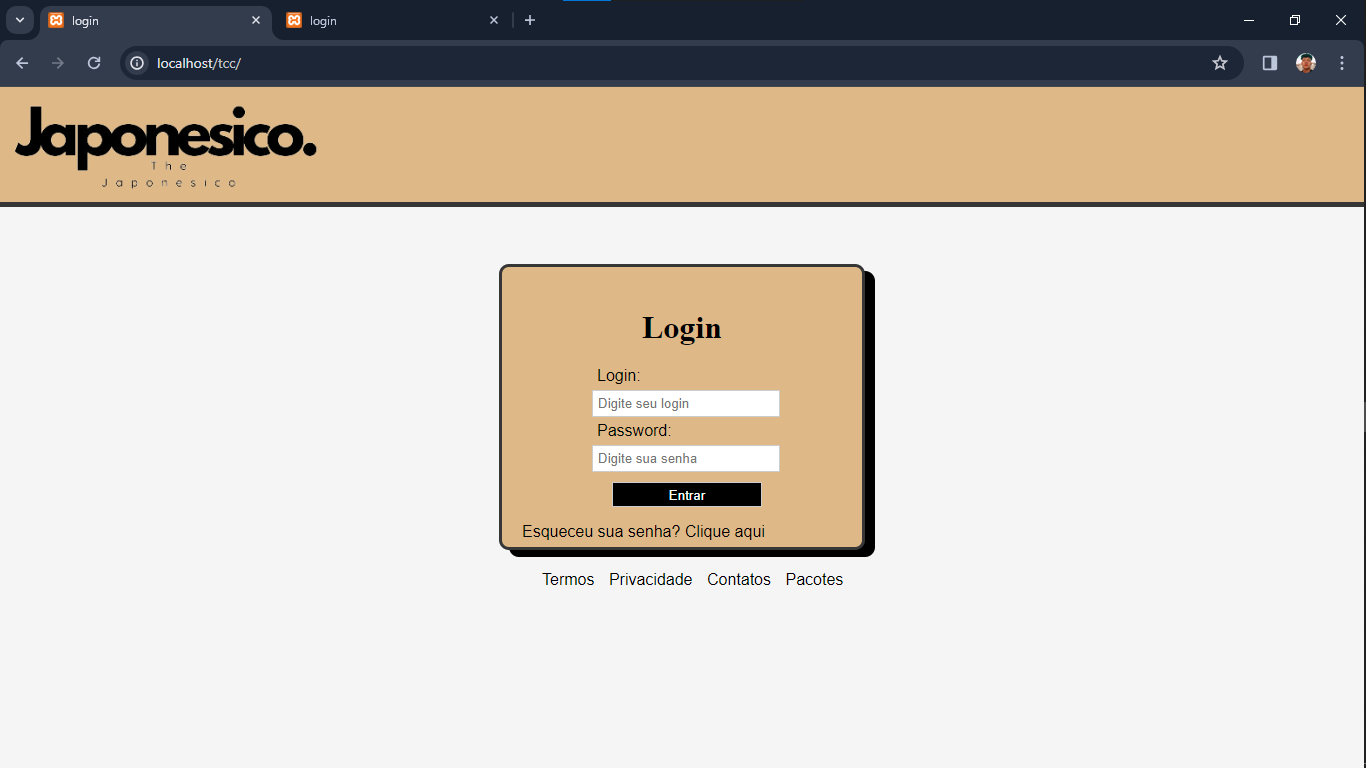 login
login
localhost/tcc/
Japonesico.
The
Japonesico
Login
Login:
Digite seu login
Password:
Digite sua senha
Entrar
Esqueceu sua senha? Clique aqui
Termos Privacidade Contatos Pacotes